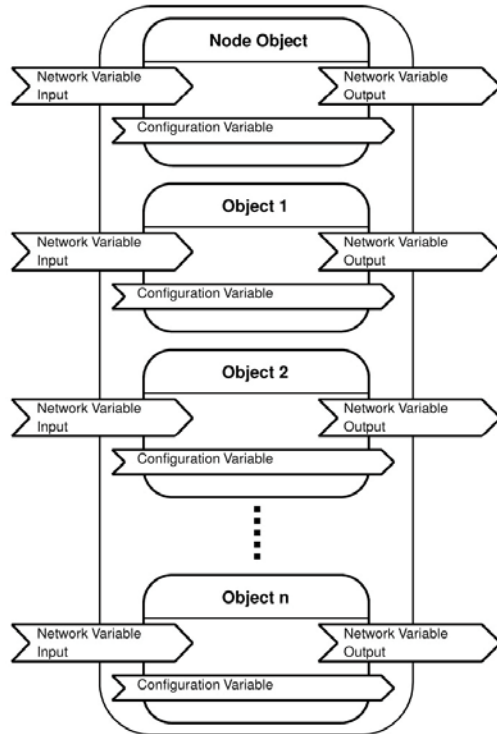 Node Object
Network Variable
Input
Network Variable
Output
Configuration Variable
Object 1
Network Variable
Input
Network Variable
Output
Configuration Variable
Object 2
Network Variable
Input
Network Variable
Output
Configuration Variable
Object n
Network Variable
Input
Network Variable
Output
Configuration Variable